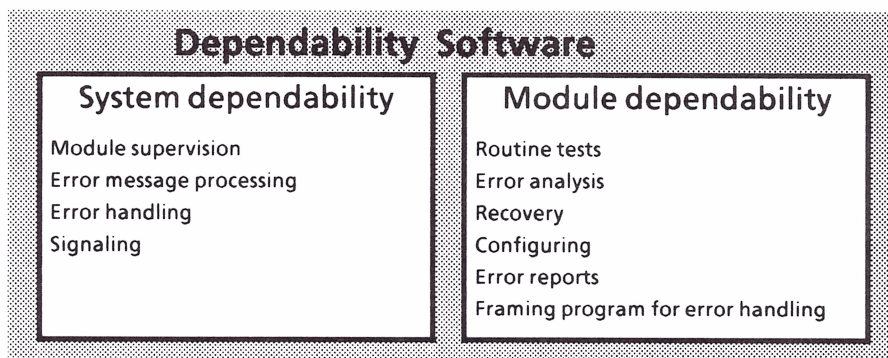 Dependability Software
System dependability
Module supervision
Error message processing
Error handling
Signaling
Module dependability
Routine tests
Error analysis
Recovery
Configuring
Error reports
Framing program for error handling